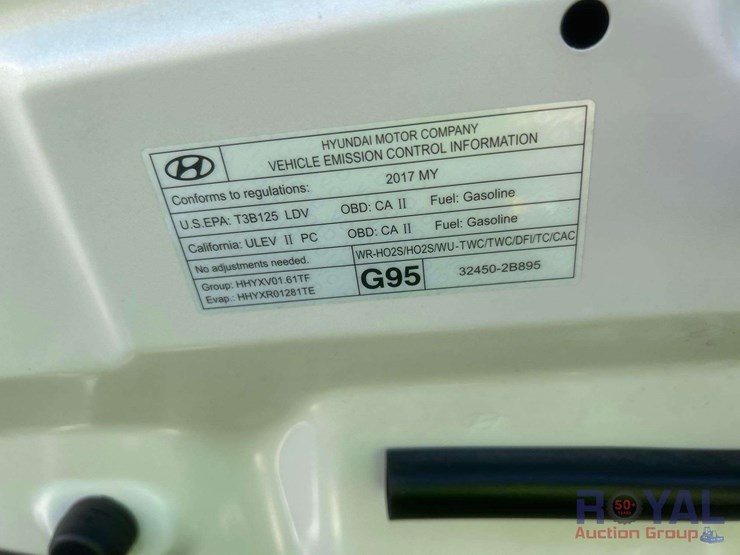 HYUNDAI MOTOR COMPANY
VEHICLE EMISSION CONTROL INFORMATION
Conforms to regulations: 2017 MY
U.S.EPA: T3B125 LDV OBD: CA II Fuel: Gasoline
California: ULEV II PC OBD: CA II Fuel: Gasoline
No adjustments needed. WR-HO2S/HO2S/WU-TWC/TWC/DFI/TC/CAC
Group: HHYXV01.61TF
Evap.: HHYXR01281TE
G95 32450-2B895
ROYAL
50+
Auction Group